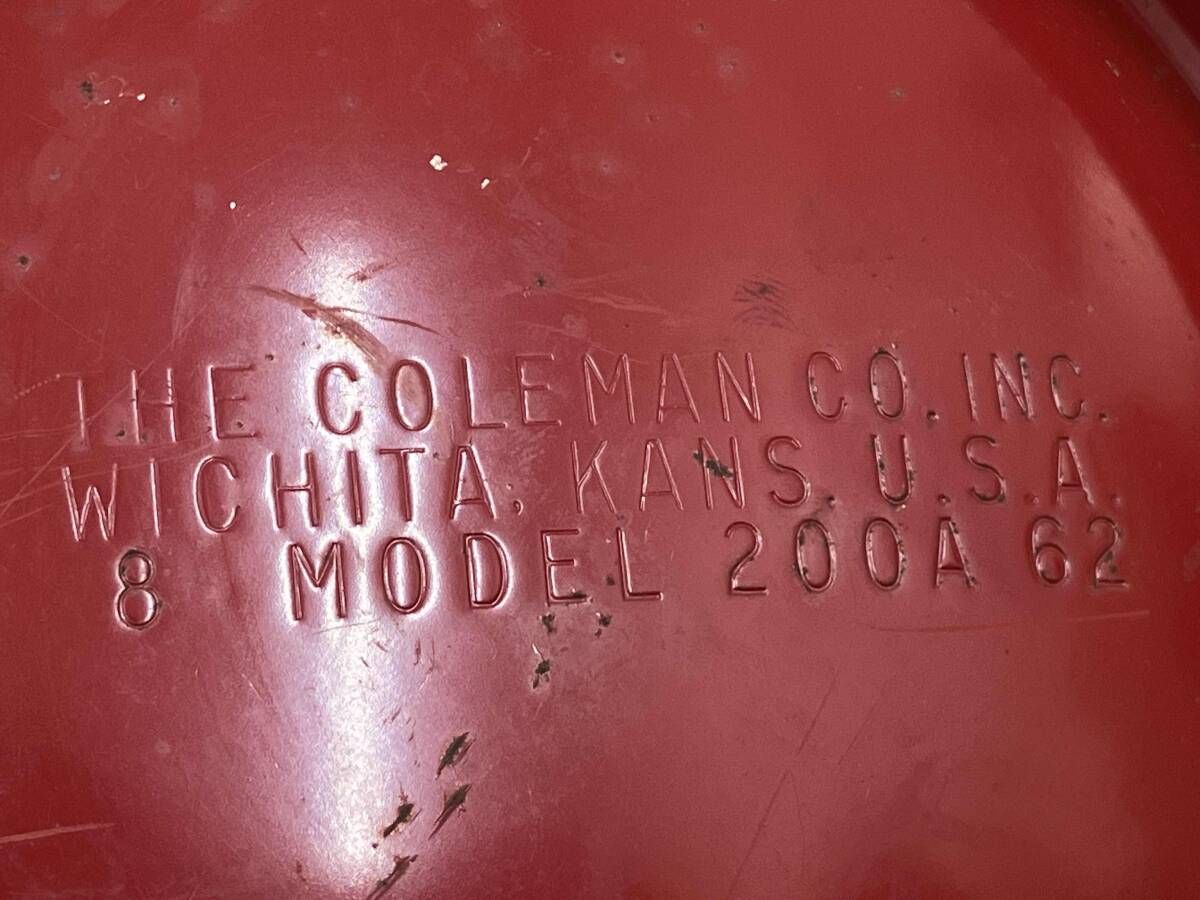 THE COLEMAN CO. INC.
WICHITA, KANS. U.S.A.
8 MODEL 200A 62